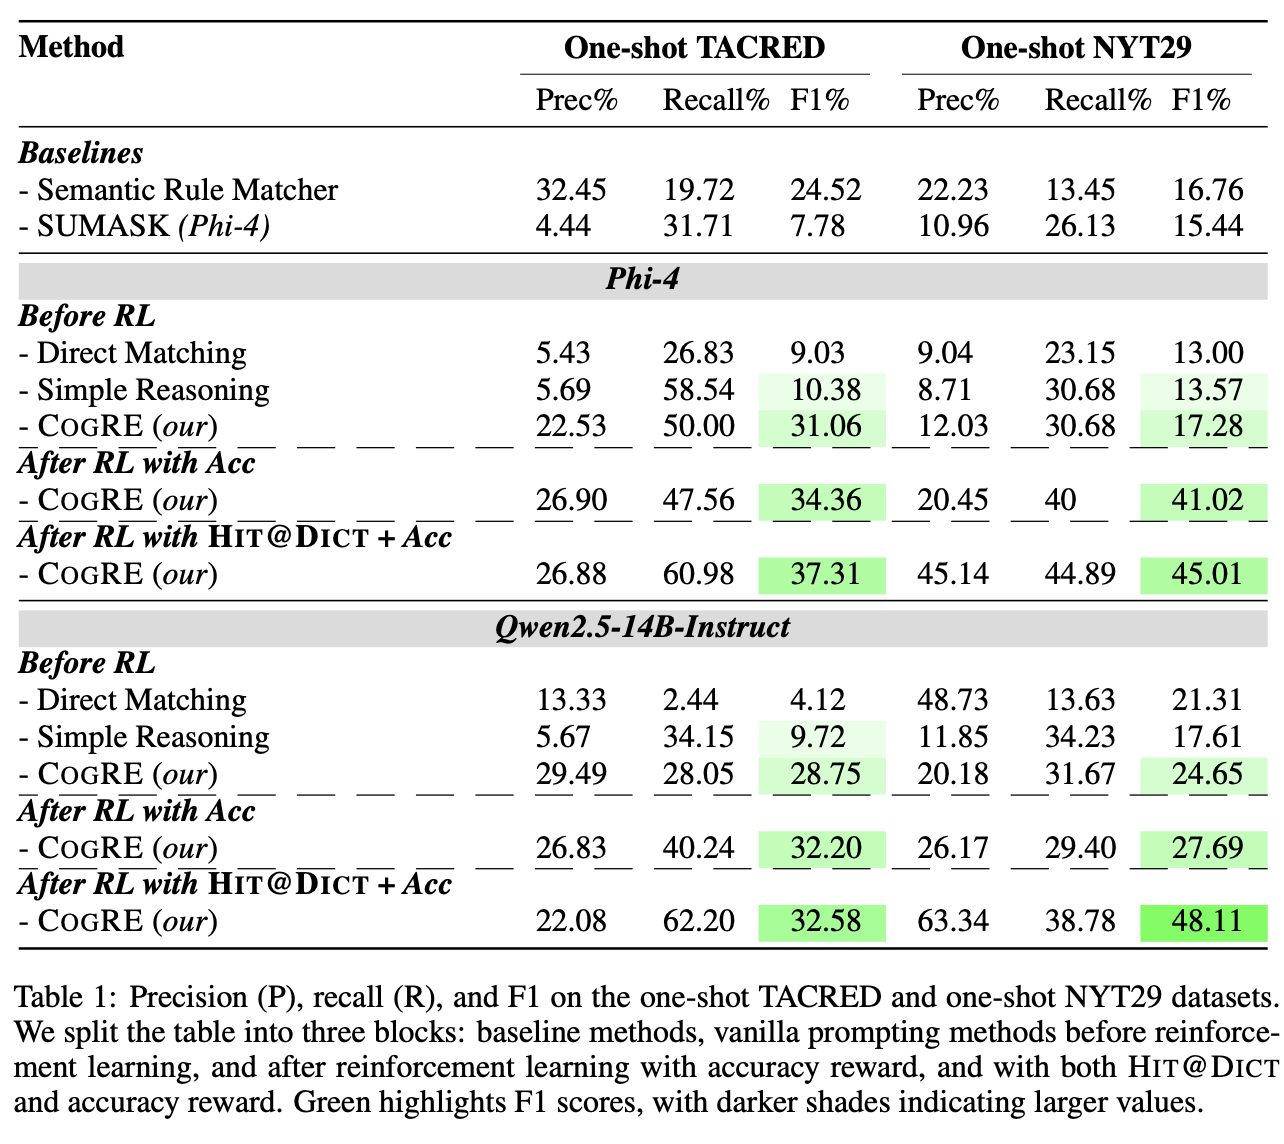 Method One-shot TACRED One-shot NYT29
Prec% Recall% F1% Prec% Recall% F1%
Baselines
- Semantic Rule Matcher 32.45 19.72 24.52 22.23 13.45 16.76
- SUMASK (Phi-4) 4.44 31.71 7.78 10.96 26.13 15.44
Phi-4
Before RL
- Direct Matching 5.43 26.83 9.03 9.04 23.15 13.00
- Simple Reasoning 5.69 58.54 10.38 8.71 30.68 13.57
- COGRE (our) 22.53 50.00 31.06 12.03 30.68 17.28
After RL with Acc
- COGRE (our) 26.90 47.56 34.36 20.45 40 41.02
After RL with HIT@DICT + Acc
- COGRE (our) 26.88 60.98 37.31 45.14 44.89 45.01
Qwen2.5-14B-Instruct
Before RL
- Direct Matching 13.33 2.44 4.12 48.73 13.63 21.31
- Simple Reasoning 5.67 34.15 9.72 11.85 34.23 17.61
- COGRE (our) 29.49 28.05 28.75 20.18 31.67 24.65
After RL with Acc
- COGRE (our) 26.83 40.24 32.20 26.17 29.40 27.69
After RL with HIT@DICT + Acc
- COGRE (our) 22.08 62.20 32.58 63.34 38.78 48.11
Table 1: Precision (P), recall (R), and F1 on the one-shot TACRED and one-shot NYT29 datasets.
We split the table into three blocks: baseline methods, vanilla prompting methods before reinforce-
ment learning, and after reinforcement learning with accuracy reward, and with both HIT@DICT
and accuracy reward. Green highlights F1 scores, with darker shades indicating larger values.